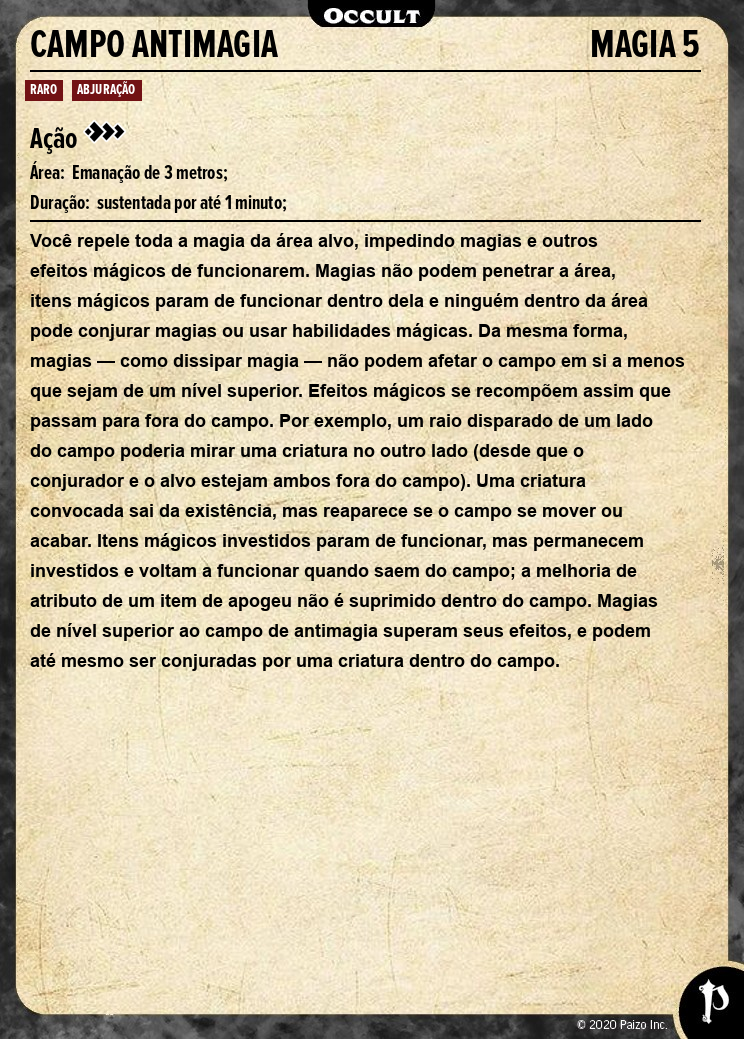 OCCULT
CAMPO ANTIMAGIA MAGIA 5
RARO ABJURAÇÃO
Ação
Área: Emanação de 3 metros;
Duração: sustentada por até 1 minuto;
Você repele toda a magia da área alvo, impedindo magias e outros
efeitos mágicos de funcionarem. Magias não podem penetrar a área,
itens mágicos param de funcionar dentro dela e ninguém dentro da área
pode conjurar magias ou usar habilidades mágicas. Da mesma forma,
magias — como dissipar magia — não podem afetar o campo em si a menos
que sejam de um nível superior. Efeitos mágicos se recompõem assim que
passam para fora do campo. Por exemplo, um raio disparado de um lado
do campo poderia mirar uma criatura no outro lado (desde que o
conjurador e o alvo estejam ambos fora do campo). Uma criatura
convocada sai da existência, mas reaparece se o campo se mover ou
acabar. Itens mágicos investidos param de funcionar, mas permanecem
investidos e voltam a funcionar quando saem do campo; a melhoria de
atributo de um item de apogeu não é suprimido dentro do campo. Magias
de nível superior ao campo de antimagia superam seus efeitos, e podem
até mesmo ser conjuradas por uma criatura dentro do campo.
© 2020 Paizo Inc.
P